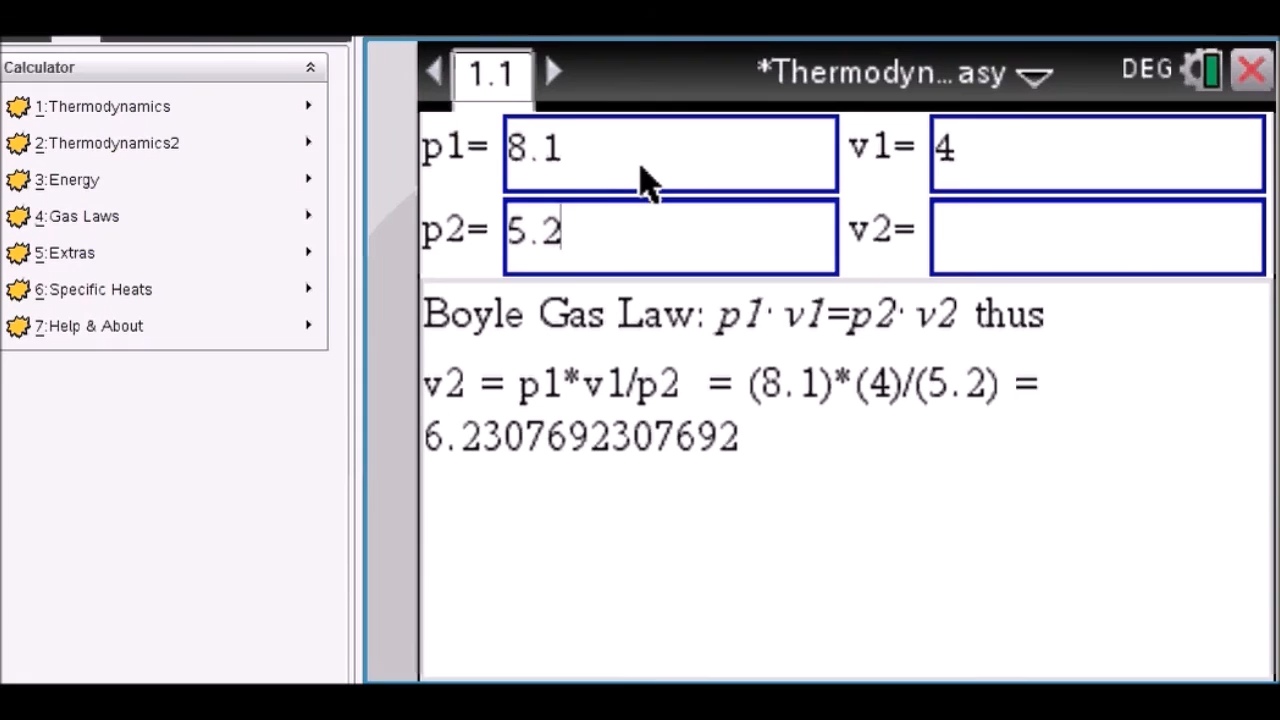 Calculator
1:Thermodynamics
2:Thermodynamics2
3:Energy
4:Gas Laws
5:Extras
6:Specific Heats
7:Help & About
1.1
*Thermodyn...asy
DEG
p1= 8.1 v1= 4
p2= 5.2 v2=
Boyle Gas Law: p1· v1=p2· v2 thus
v2 = p1*v1/p2 = (8.1)*(4)/(5.2) =
6.2307692307692